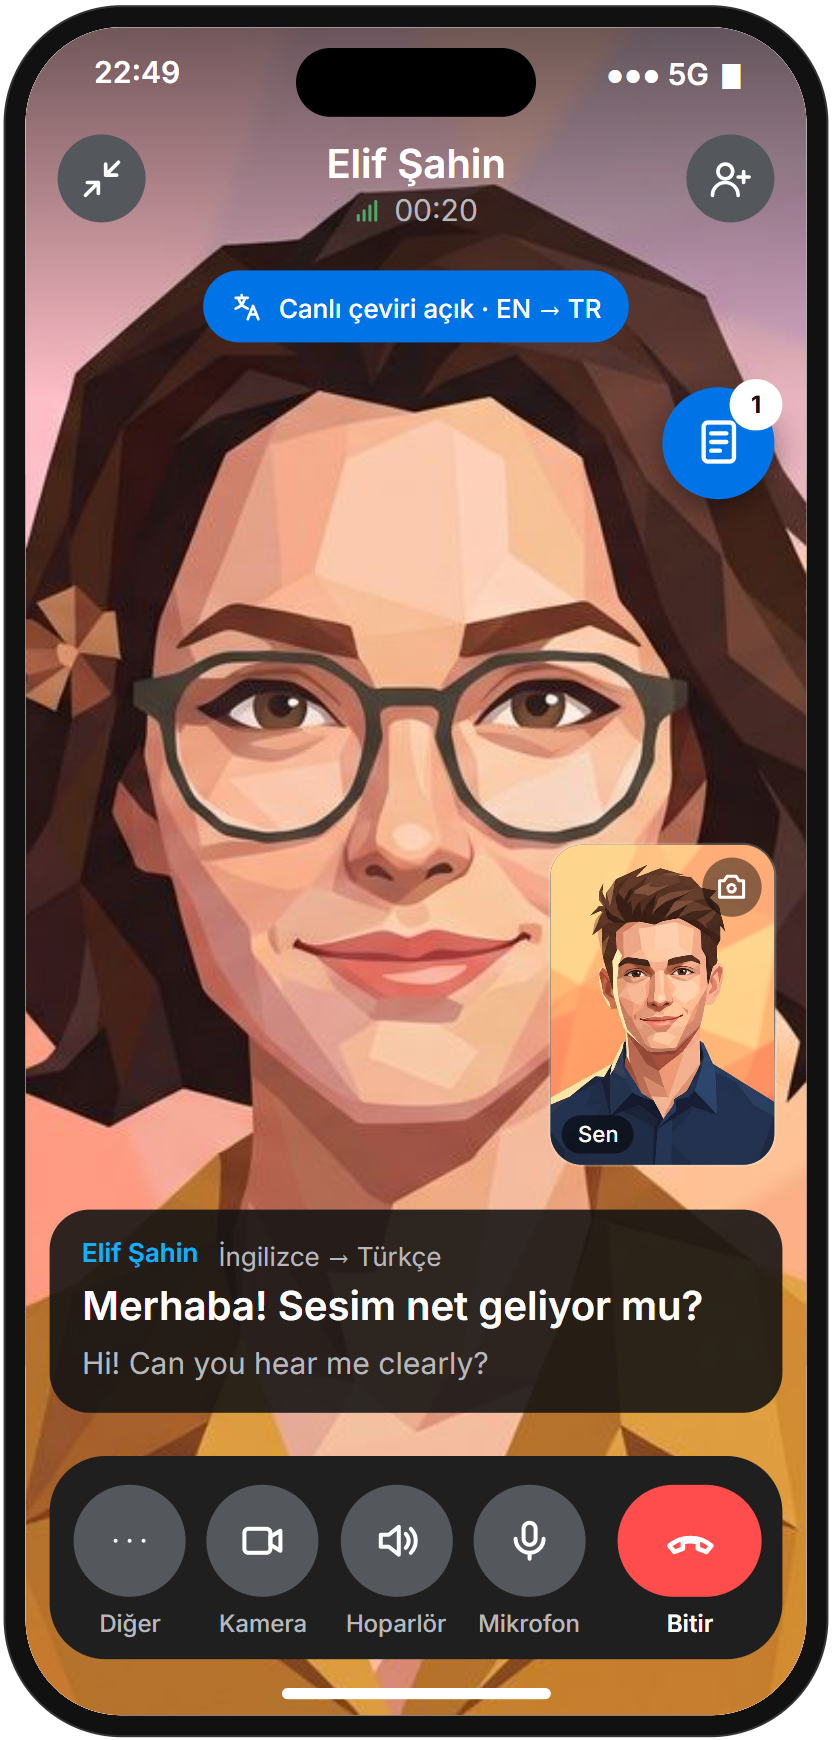 22:49
5G
Elif Şahin
00:20
Canlı çeviri açık · EN → TR
1
Sen
Elif Şahin İngilizce → Türkçe
Merhaba! Sesim net geliyor mu?
Hi! Can you hear me clearly?
Diğer Kamera Hoparlör Mikrofon Bitir